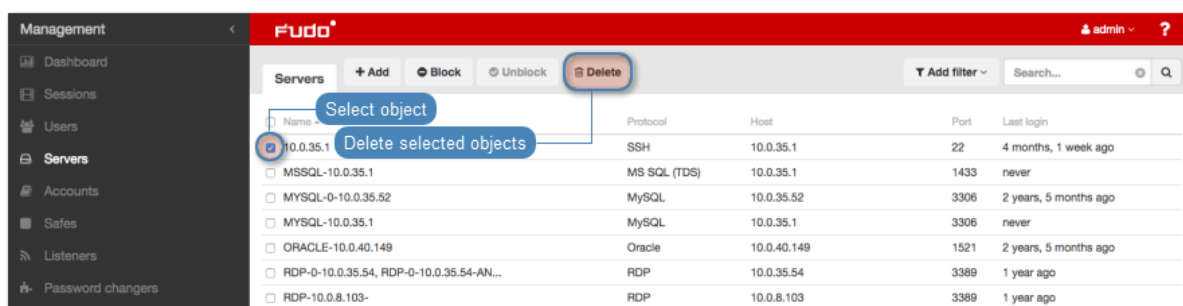 Management
Fudo
admin
?
Dashboard
Sessions
Users
Servers
Accounts
Safes
Listeners
Password changers
Servers
+ Add
Block
Unblock
Delete
Add filter
Search...
Select object
Delete selected objects
Name Protocol Host Port Last login
10.0.35.1 SSH 10.0.35.1 22 4 months, 1 week ago
MSSQL-10.0.35.1 MS SQL (TDS) 10.0.35.1 1433 never
MYSQL-0-10.0.35.52 MySQL 10.0.35.52 3306 2 years, 5 months ago
MYSQL-10.0.35.1 MySQL 10.0.35.1 3306 never
ORACLE-10.0.40.149 Oracle 10.0.40.149 1521 2 years, 5 months ago
RDP-0-10.0.35.54, RDP-0-10.0.35.54-AN... RDP 10.0.35.54 3389 1 year ago
RDP-10.0.8.103- RDP 10.0.8.103 3389 1 year ago